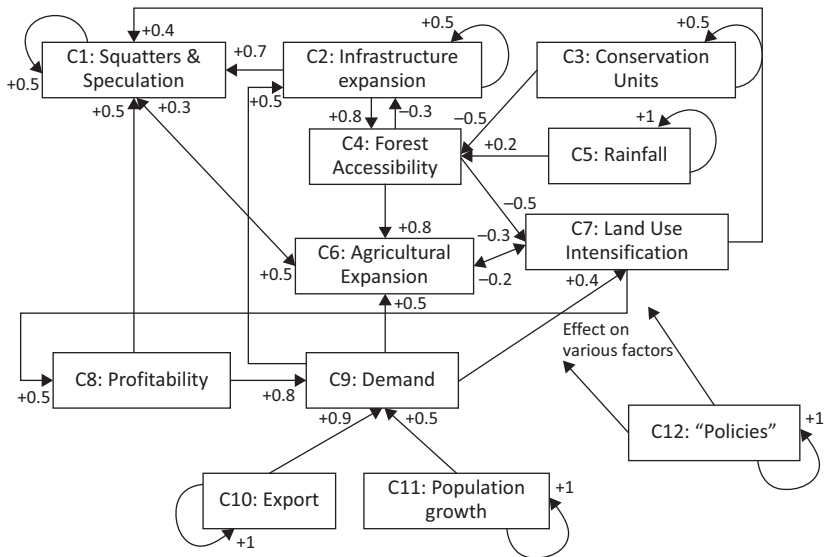 +0.4
+0.5
+0.5
C1: Squatters &
Speculation
+0.5
+0.7
C2: Infrastructure
expansion
C3: Conservation
Units
+0.5
+0.3
+0.5
+0.8
–0.3
–0.5
+1
C4: Forest
Accessibility
+0.2
C5: Rainfall
–0.5
+0.8
–0.3
C7: Land Use
Intensification
C6: Agricultural
Expansion
+0.5
–0.2
+0.4
+0.5
Effect on
various factors
C8: Profitability
+0.5
C9: Demand
+0.8
+0.9
+0.5
C12: “Policies”
+1
C10: Export
+1
C11: Population
growth
+1